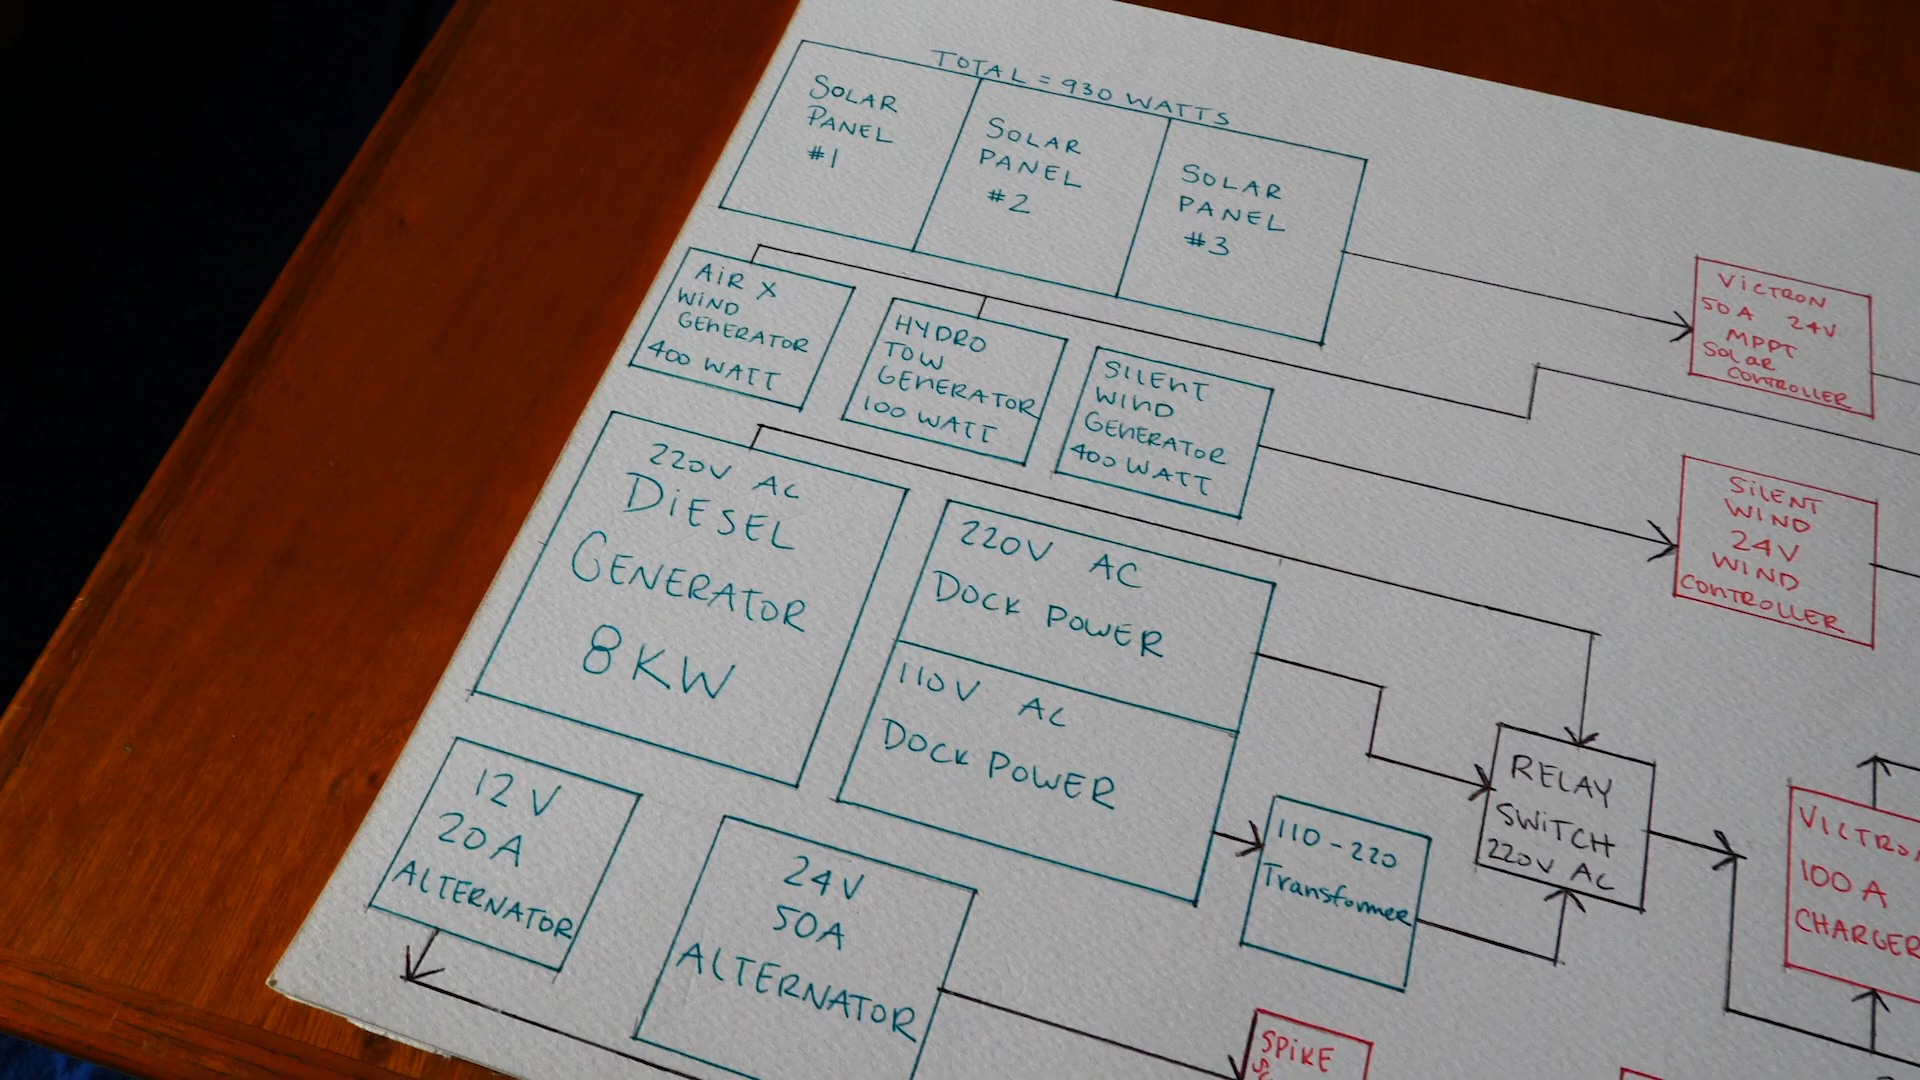 TOTAL = 930 WATTS
SOLAR
PANEL
#1
SOLAR
PANEL
#2
SOLAR
PANEL
#3
VICTRON
50A 24V
MPPT
Solar
CONTROLLER
AIR X
WIND
GENERATOR
400 WATT
HYDRO
TOW
GENERATOR
100 WATT
SILENT
WIND
GENERATOR
400 WATT
SILENT
WIND
24V
WIND
CONTROLLER
220V AC
DIESEL
GENERATOR
8KW
220V AC
DOCK POWER
110V AC
DOCK POWER
110-220
Transformer
RELAY
SWITCH
220V AC
VICTRO
100A
CHARGER
12V
20A
ALTERNATOR
24V
50A
ALTERNATOR
SPIKE